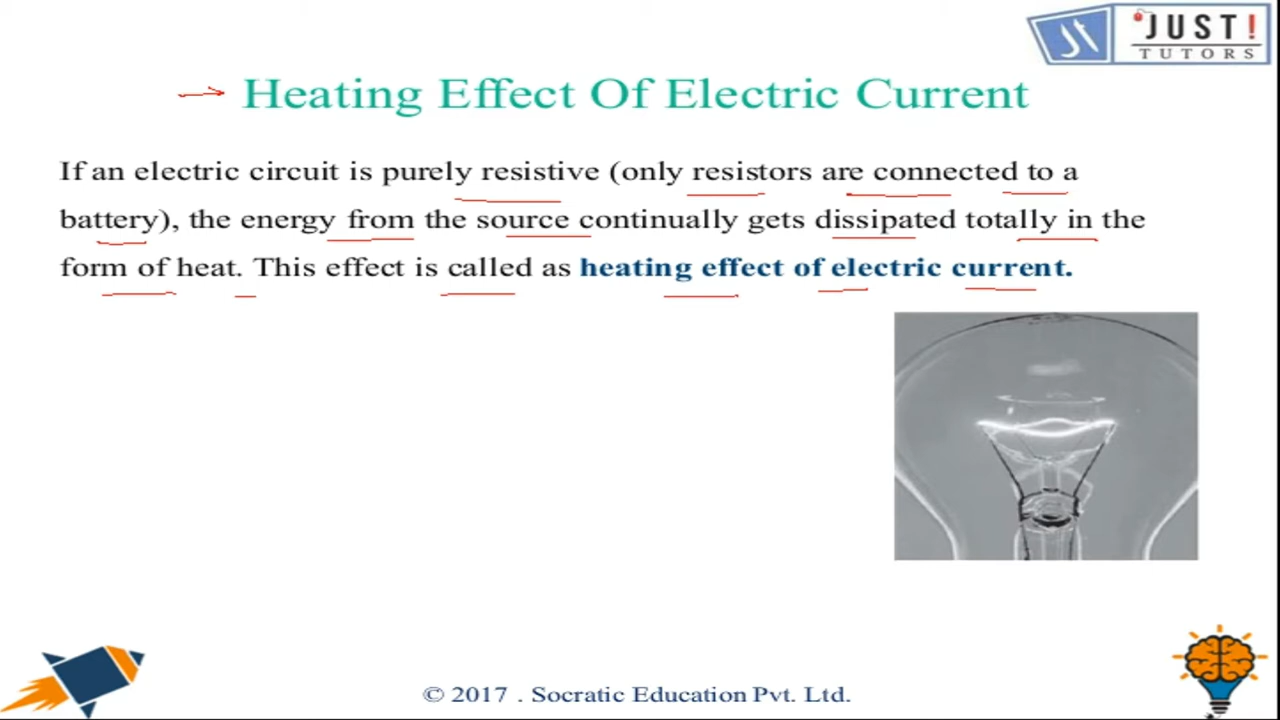 JUST!
TUTORS
Heating Effect Of Electric Current
If an electric circuit is purely resistive (only resistors are connected to a
battery), the energy from the source continually gets dissipated totally in the
form of heat. This effect is called as heating effect of electric current.
© 2017 . Socratic Education Pvt. Ltd.